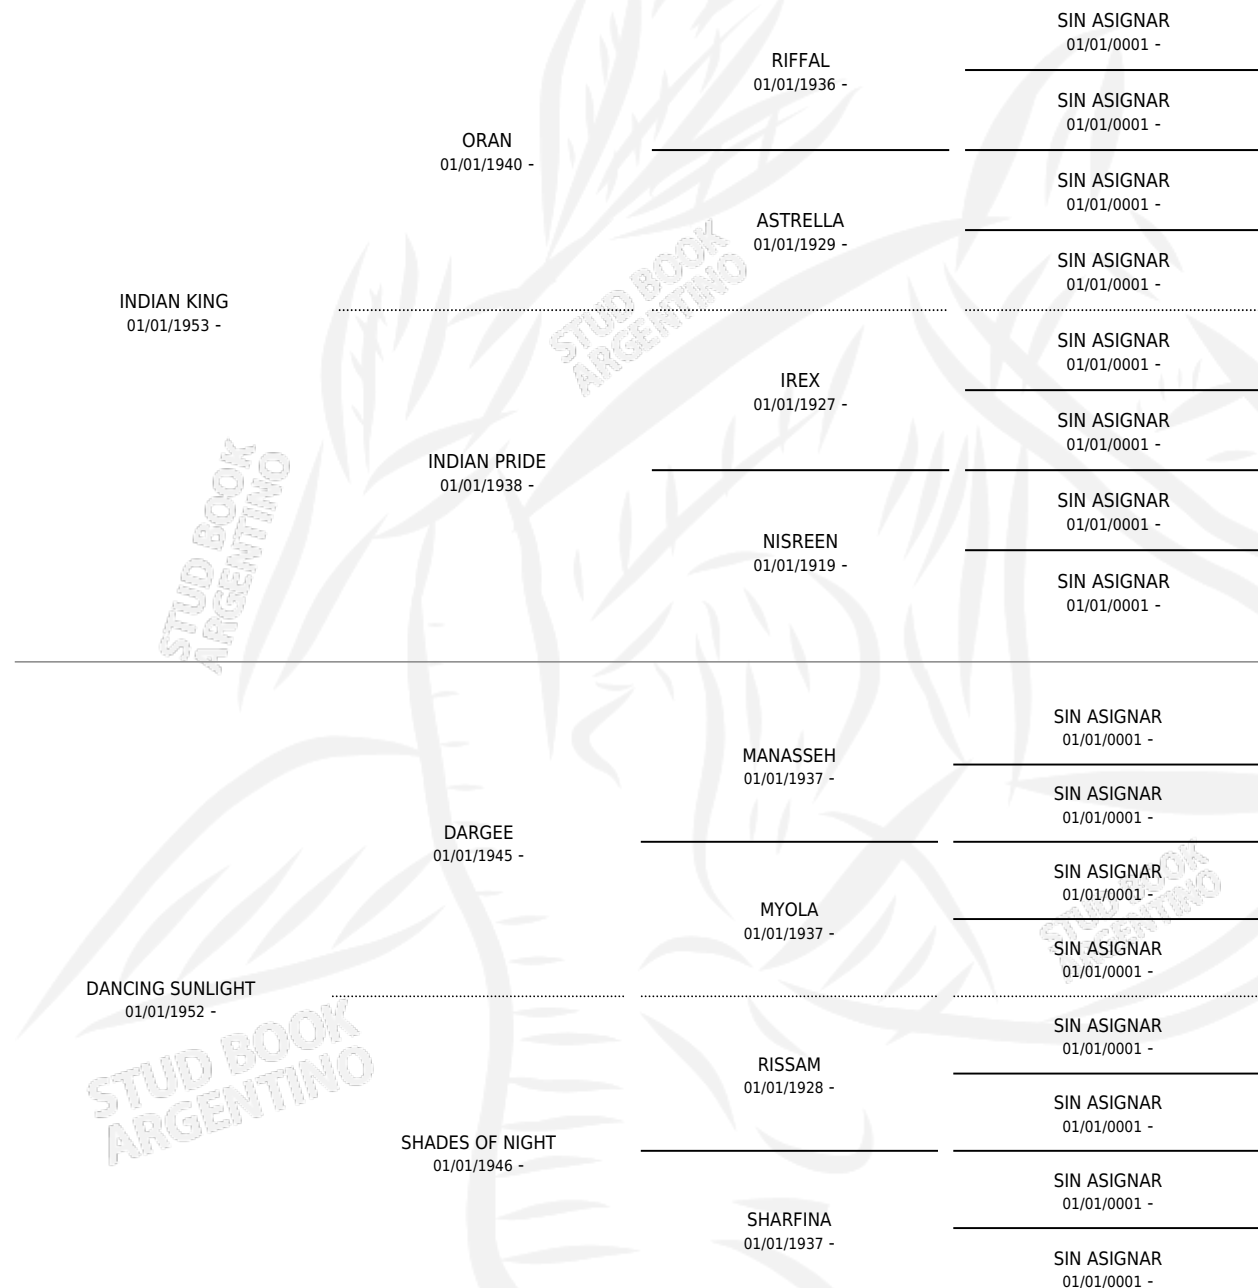 SIN ASIGNAR
01/01/0001 -
RIFFAL
01/01/1936 -
SIN ASIGNAR
01/01/0001 -
ORAN
01/01/1940 -
SIN ASIGNAR
01/01/0001 -
ASTRELLA
01/01/1929 -
SIN ASIGNAR
01/01/0001 -
STUD BOOK
ARGENTINO
INDIAN KING
01/01/1953 -
SIN ASIGNAR
01/01/0001 -
IREX
01/01/1927 -
SIN ASIGNAR
01/01/0001 -
INDIAN PRIDE
01/01/1938 -
SIN ASIGNAR
01/01/0001 -
NISREEN
01/01/1919 -
SIN ASIGNAR
01/01/0001 -
STUD BOOK
ARGENTINO
SIN ASIGNAR
01/01/0001 -
MANASSEH
01/01/1937 -
SIN ASIGNAR
01/01/0001 -
DARGEE
01/01/1945 -
SIN ASIGNAR
01/01/0001 -
MYOLA
01/01/1937 -
STUD BOOK
ARGENTINO
SIN ASIGNAR
01/01/0001 -
DANCING SUNLIGHT
01/01/1952 -
SIN ASIGNAR
01/01/0001 -
STUD BOOK
ARGENTINO
RISSAM
01/01/1928 -
SIN ASIGNAR
01/01/0001 -
SHADES OF NIGHT
01/01/1946 -
SIN ASIGNAR
01/01/0001 -
SHARFINA
01/01/1937 -
SIN ASIGNAR
01/01/0001 -